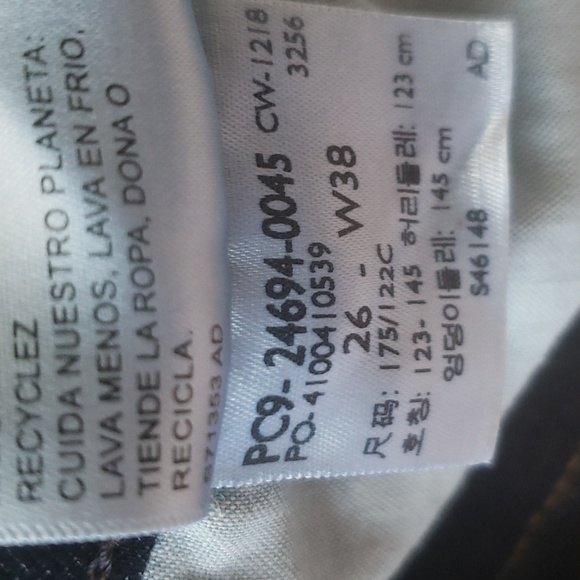 RECYCLEZ
CUIDA NUESTRO PLANETA:
LAVA MENOS, LAVA EN FRIO,
TIENDE LA ROPA, DONA O
RECICLA.
671353 AD
PC9-24694-0045 CW-1218
PO-4100410539 3256
26 - W38
尺码: 175/122C
호칭: 123-145 허리둘레: 123 cm
엉덩이둘레: 145 cm
S46148 AD